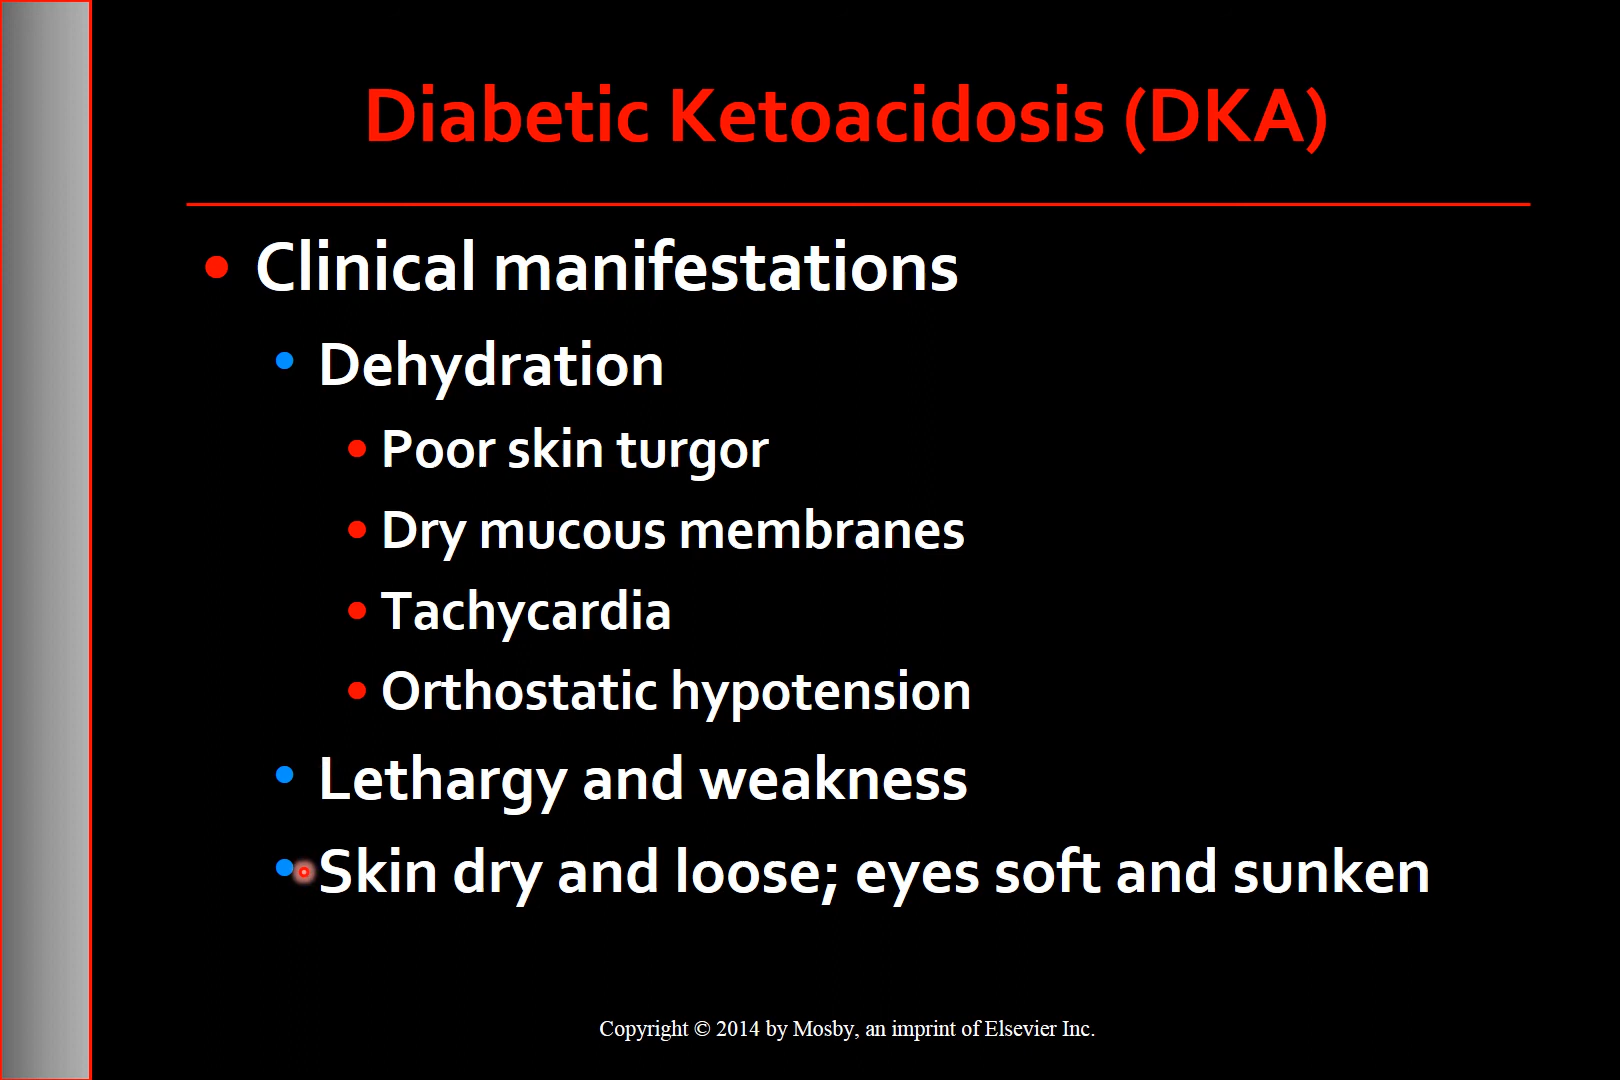 Diabetic Ketoacidosis (DKA)
• Clinical manifestations
• Dehydration
• Poor skin turgor
• Dry mucous membranes
• Tachycardia
• Orthostatic hypotension
• Lethargy and weakness
• Skin dry and loose; eyes soft and sunken
Copyright © 2014 by Mosby, an imprint of Elsevier Inc.